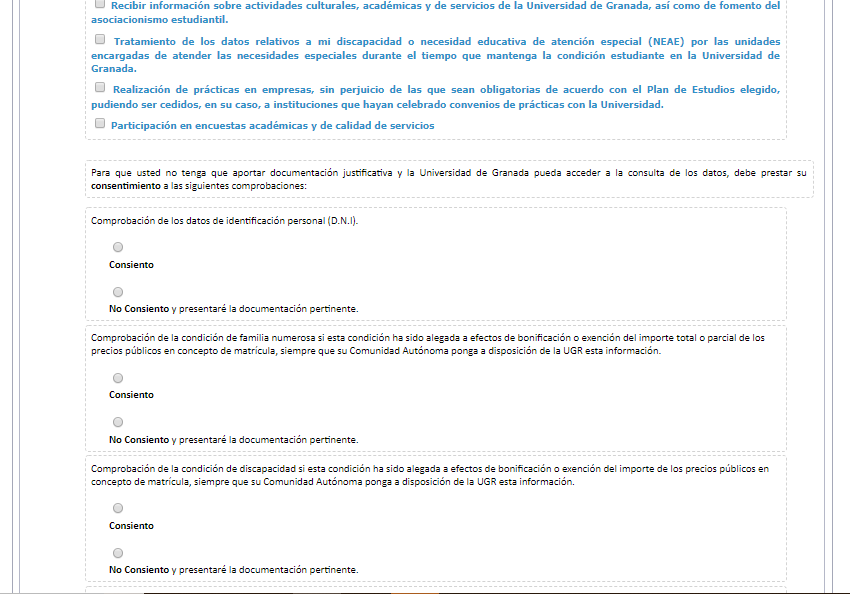 Recibir información sobre actividades culturales, académicas y de servicios de la Universidad de Granada, así como de fomento del
asociacionismo estudiantil.
Tratamiento de los datos relativos a mi discapacidad o necesidad educativa de atención especial (NEAE) por las unidades
encargadas de atender las necesidades especiales durante el tiempo que mantenga la condición estudiante en la Universidad de
Granada.
Realización de prácticas en empresas, sin perjuicio de las que sean obligatorias de acuerdo con el Plan de Estudios elegido,
pudiendo ser cedidos, en su caso, a instituciones que hayan celebrado convenios de prácticas con la Universidad.
Participación en encuestas académicas y de calidad de servicios
Para que usted no tenga que aportar documentación justificativa y la Universidad de Granada pueda acceder a la consulta de los datos, debe prestar su
consentimiento a las siguientes comprobaciones:
Comprobación de los datos de identificación personal (D.N.I).
Consiento
No Consiento y presentaré la documentación pertinente.
Comprobación de la condición de familia numerosa si esta condición ha sido alegada a efectos de bonificación o exención del importe total o parcial de los
precios públicos en concepto de matrícula, siempre que su Comunidad Autónoma ponga a disposición de la UGR esta información.
Consiento
No Consiento y presentaré la documentación pertinente.
Comprobación de la condición de discapacidad si esta condición ha sido alegada a efectos de bonificación o exención del importe de los precios públicos en
concepto de matrícula, siempre que su Comunidad Autónoma ponga a disposición de la UGR esta información.
Consiento
No Consiento y presentaré la documentación pertinente.